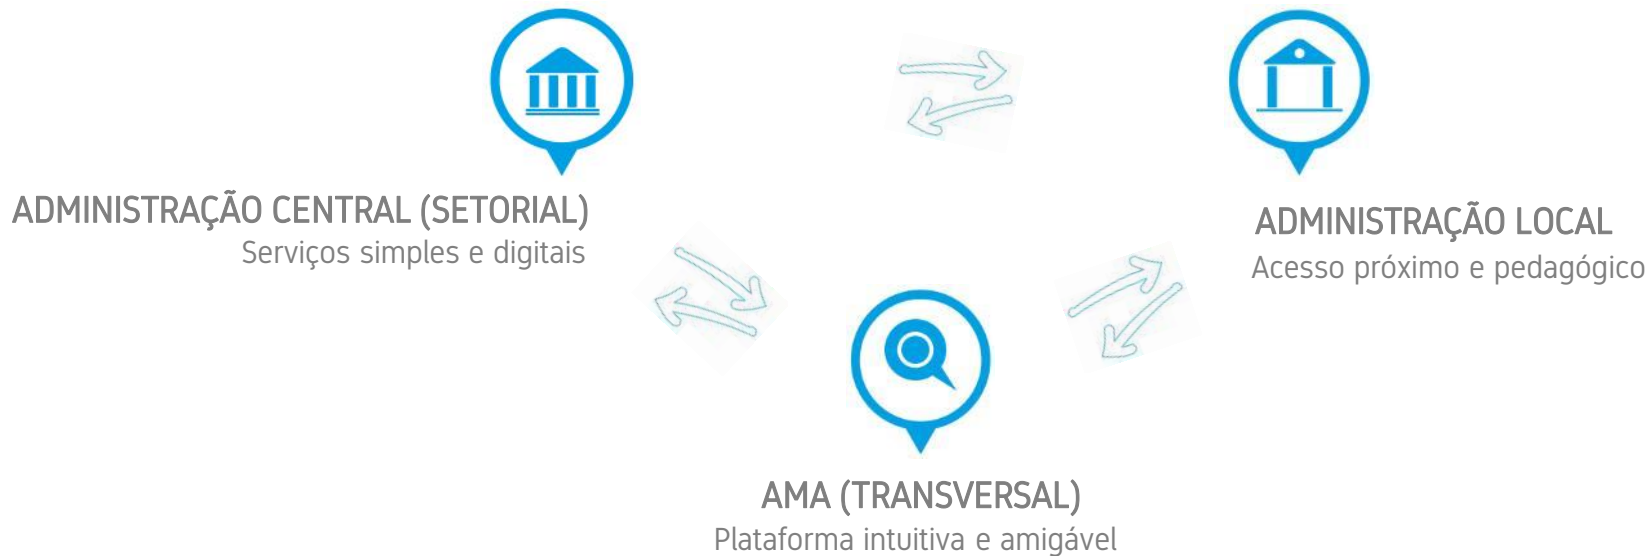 ADMINISTRAÇÃO CENTRAL (SETORIAL)
Serviços simples e digitais
ADMINISTRAÇÃO LOCAL
Acesso próximo e pedagógico
AMA (TRANSVERSAL)
Plataforma intuitiva e amigável